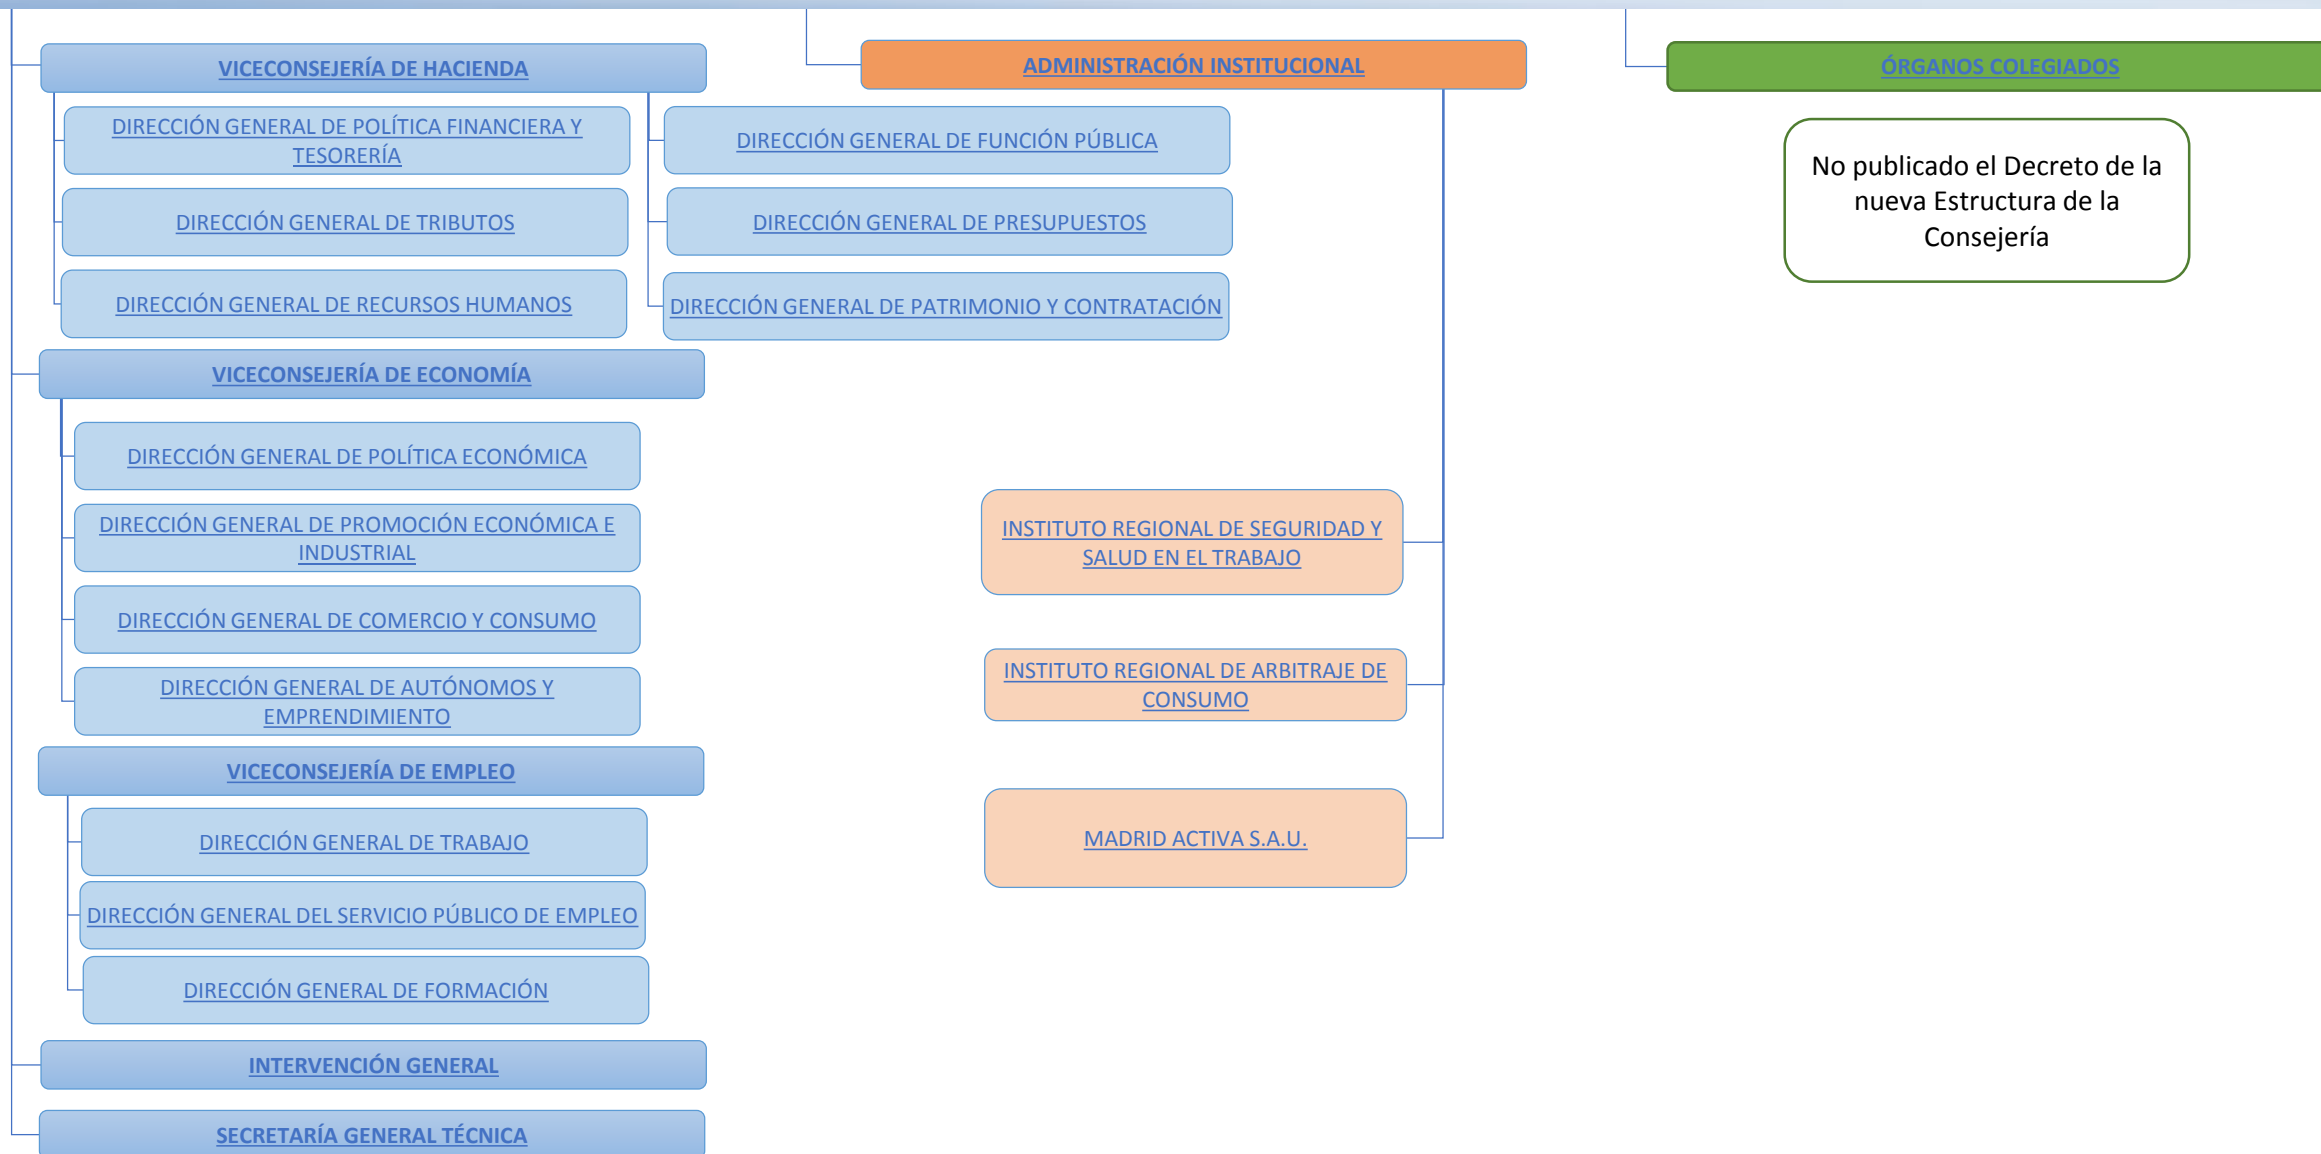 VICECONSEJERÍA DE HACIENDA
DIRECCIÓN GENERAL DE POLÍTICA FINANCIERA Y
TESORERÍA
DIRECCIÓN GENERAL DE TRIBUTOS
DIRECCIÓN GENERAL DE RECURSOS HUMANOS
DIRECCIÓN GENERAL DE FUNCIÓN PÚBLICA
DIRECCIÓN GENERAL DE PRESUPUESTOS
DIRECCIÓN GENERAL DE PATRIMONIO Y CONTRATACIÓN
VICECONSEJERÍA DE ECONOMÍA
DIRECCIÓN GENERAL DE POLÍTICA ECONÓMICA
DIRECCIÓN GENERAL DE PROMOCIÓN ECONÓMICA E
INDUSTRIAL
DIRECCIÓN GENERAL DE COMERCIO Y CONSUMO
DIRECCIÓN GENERAL DE AUTÓNOMOS Y
EMPRENDIMIENTO
VICECONSEJERÍA DE EMPLEO
DIRECCIÓN GENERAL DE TRABAJO
DIRECCIÓN GENERAL DEL SERVICIO PÚBLICO DE EMPLEO
DIRECCIÓN GENERAL DE FORMACIÓN
INTERVENCIÓN GENERAL
SECRETARÍA GENERAL TÉCNICA
ADMINISTRACIÓN INSTITUCIONAL
INSTITUTO REGIONAL DE SEGURIDAD Y
SALUD EN EL TRABAJO
INSTITUTO REGIONAL DE ARBITRAJE DE
CONSUMO
MADRID ACTIVA S.A.U.
ÓRGANOS COLEGIADOS
No publicado el Decreto de la
nueva Estructura de la
Consejería